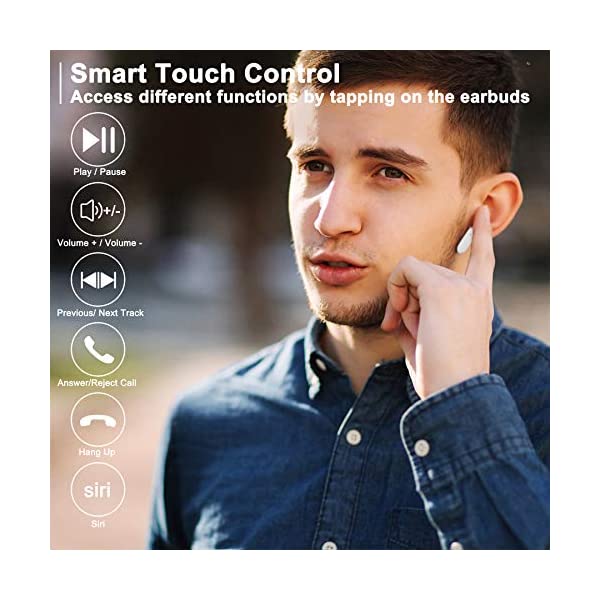 Smart Touch Control
Access different functions by tapping on the earbuds
Play / Pause
+/-
Volume + / Volume -
Previous/ Next Track
Answer/Reject Call
Hang Up
siri
Siri